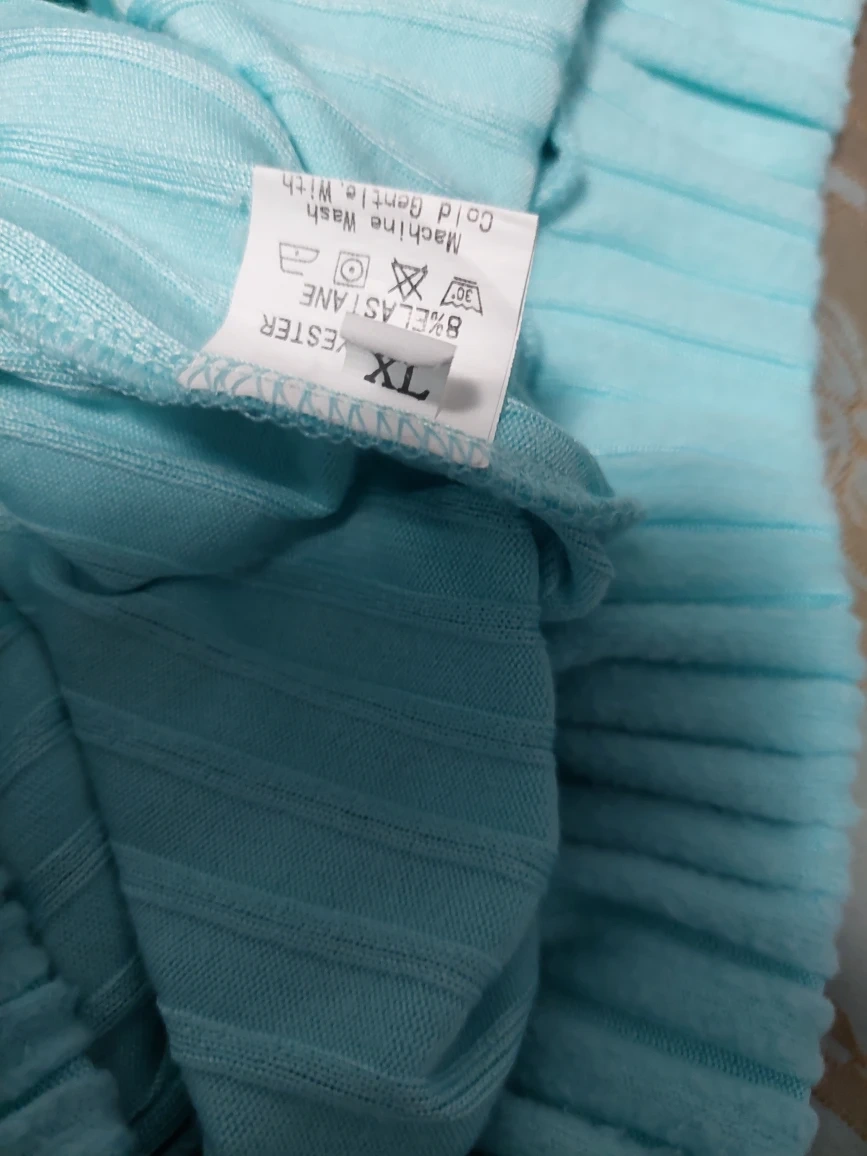 XL
YESTER
8%ELASTANE
30°
Machine Wash
Cold Gentle, With